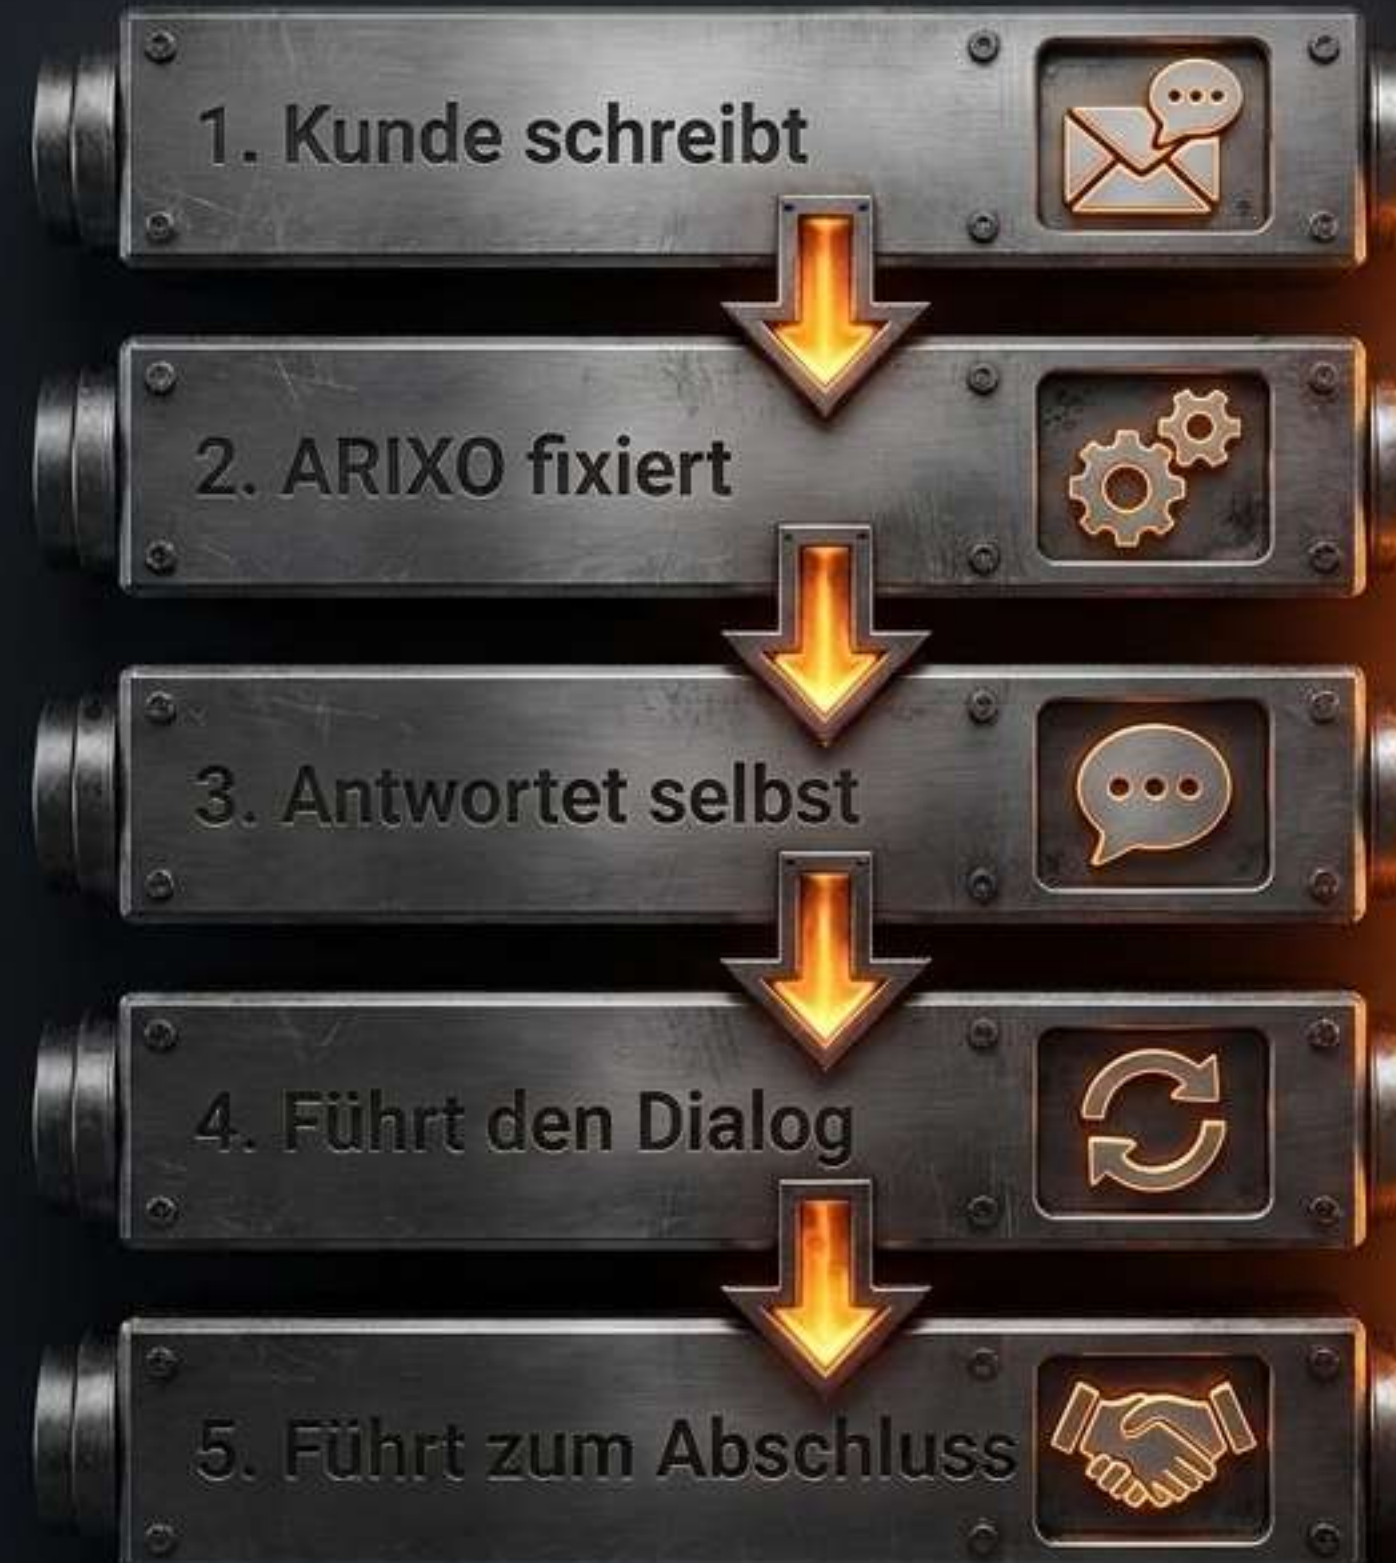 1. Kunde schreibt
2. ARIXO fixiert
3. Antwortet selbst
4. Führt den Dialog
5. Führt zum Abschluss